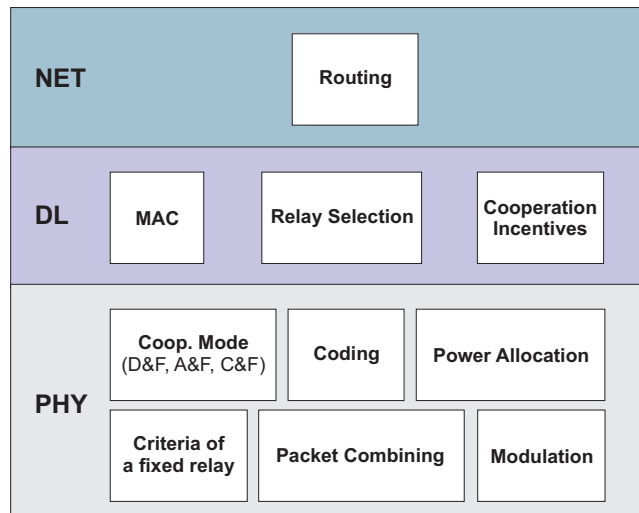 NET
Routing
DL
MAC
Relay Selection
Cooperation
Incentives
PHY
Coop. Mode
(D&F, A&F, C&F)
Coding
Power Allocation
Criteria of
a fixed relay
Packet Combining
Modulation